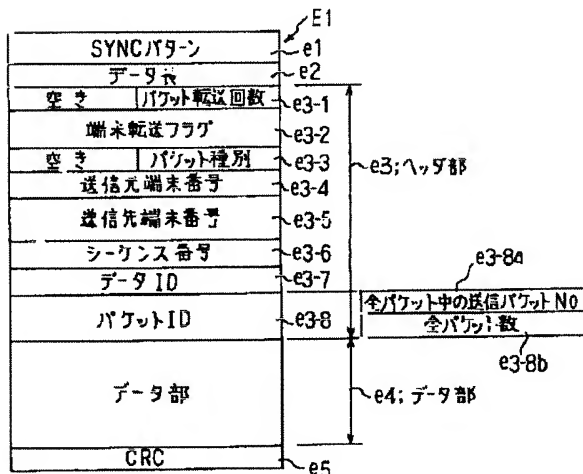 E1
SYNCパターン e1
データ長 e2
空き パケット転送回数 e3-1
端末転送フラグ e3-2
空き パケット種別 e3-3
送信元端末番号 e3-4
送信先端末番号 e3-5
シーケンス番号 e3-6
データID e3-7
パケットID e3-8
e3;ヘッダ部
e3-8a
全パケット中の送信パケットNo
全パケット数
e3-8b
データ部
e4;データ部
CRC
e5